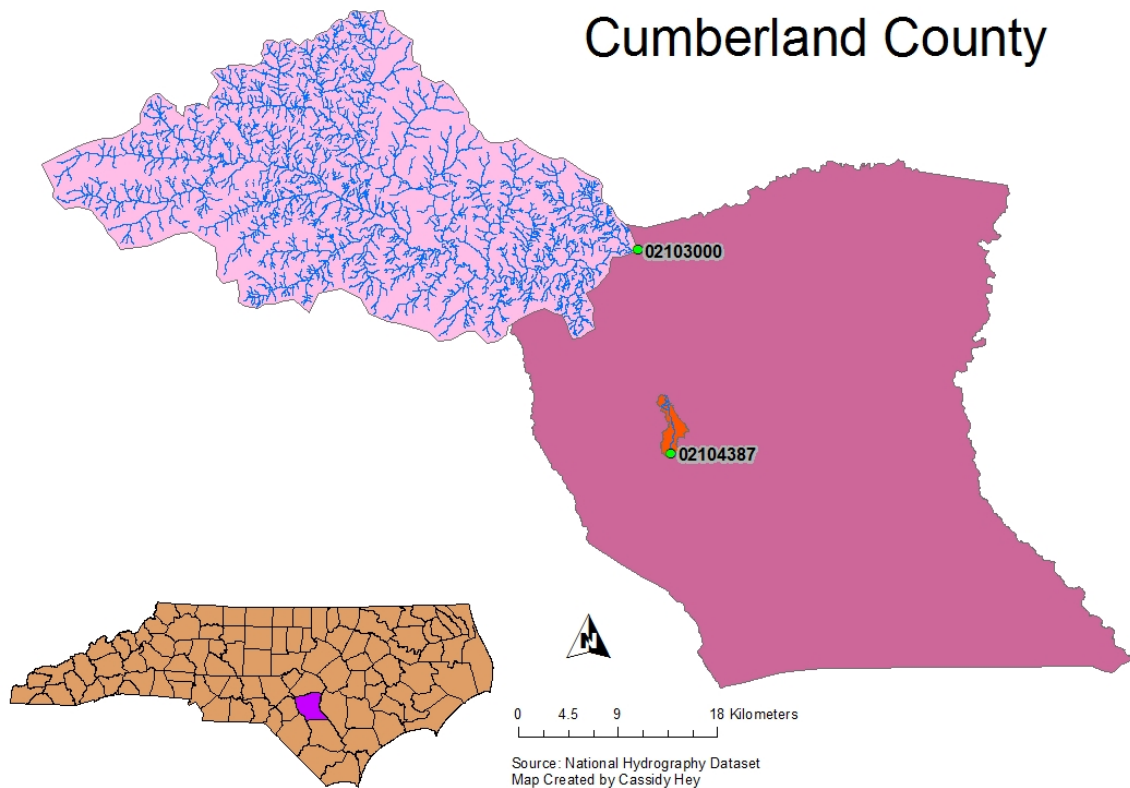 Cumberland County
02103000
02104387
N
0 4.5 9 18 Kilometers
Source: National Hydrography Dataset
Map Created by Cassidy Hey